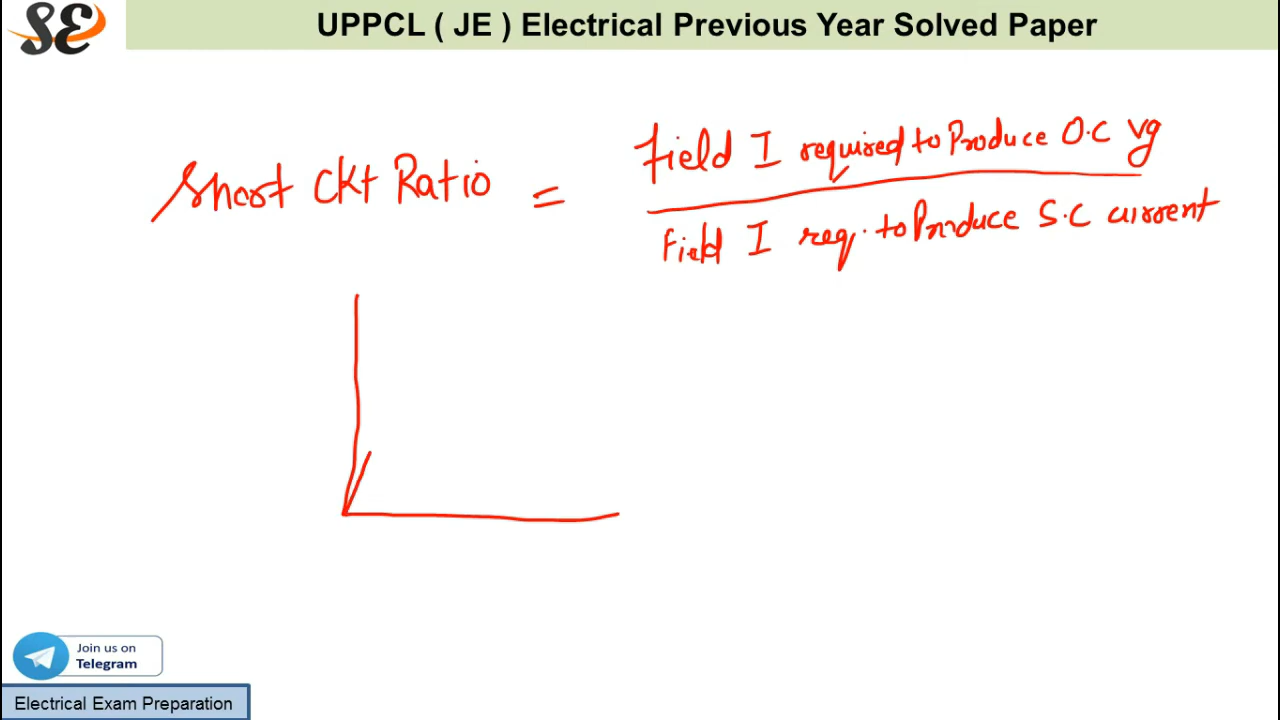 SE
UPPCL ( JE ) Electrical Previous Year Solved Paper
Short Ckt Ratio = field I required to Produce O.C Vg
Field I req. to Produce S.C current
Join us on
Telegram
Electrical Exam Preparation